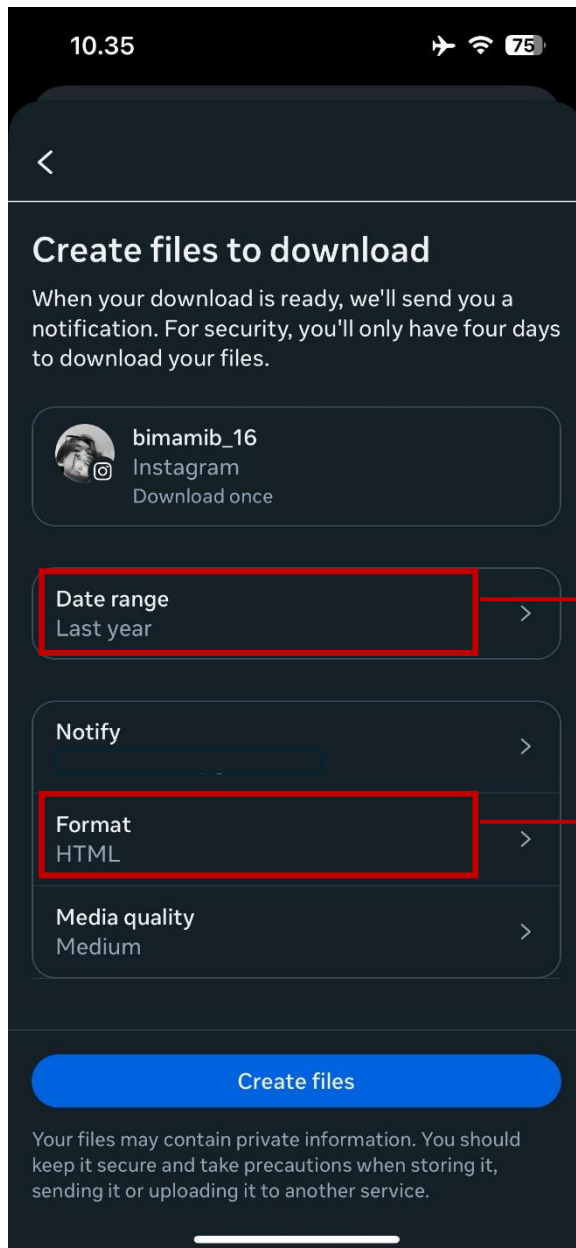 10.35
75
Create files to download
When your download is ready, we'll send you a
notification. For security, you'll only have four days
to download your files.
bimamib_16
Instagram
Download once
Date range
Last year
Notify
Format
HTML
Media quality
Medium
Create files
Your files may contain private information. You should
keep it secure and take precautions when storing it,
sending it or uploading it to another service.